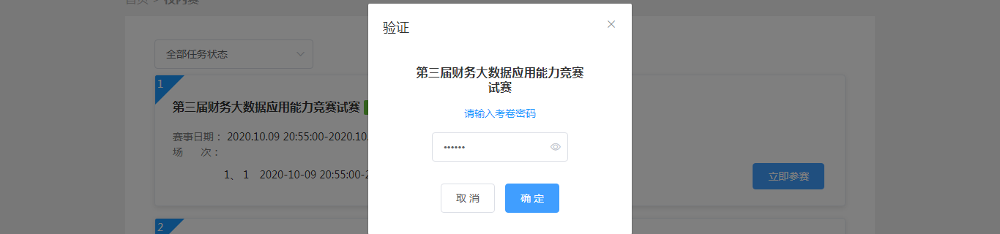 首页 > 校内赛
验证
全部任务状态
第三届财务大数据应用能力竞赛
试赛
1
第三届财务大数据应用能力竞赛试赛
请输入考卷密码
赛事日期： 2020.10.09 20:55:00-2020.10
••••••
场 次：
1、 1 2020-10-09 20:55:00-2
立即参赛
取 消
确 定
2